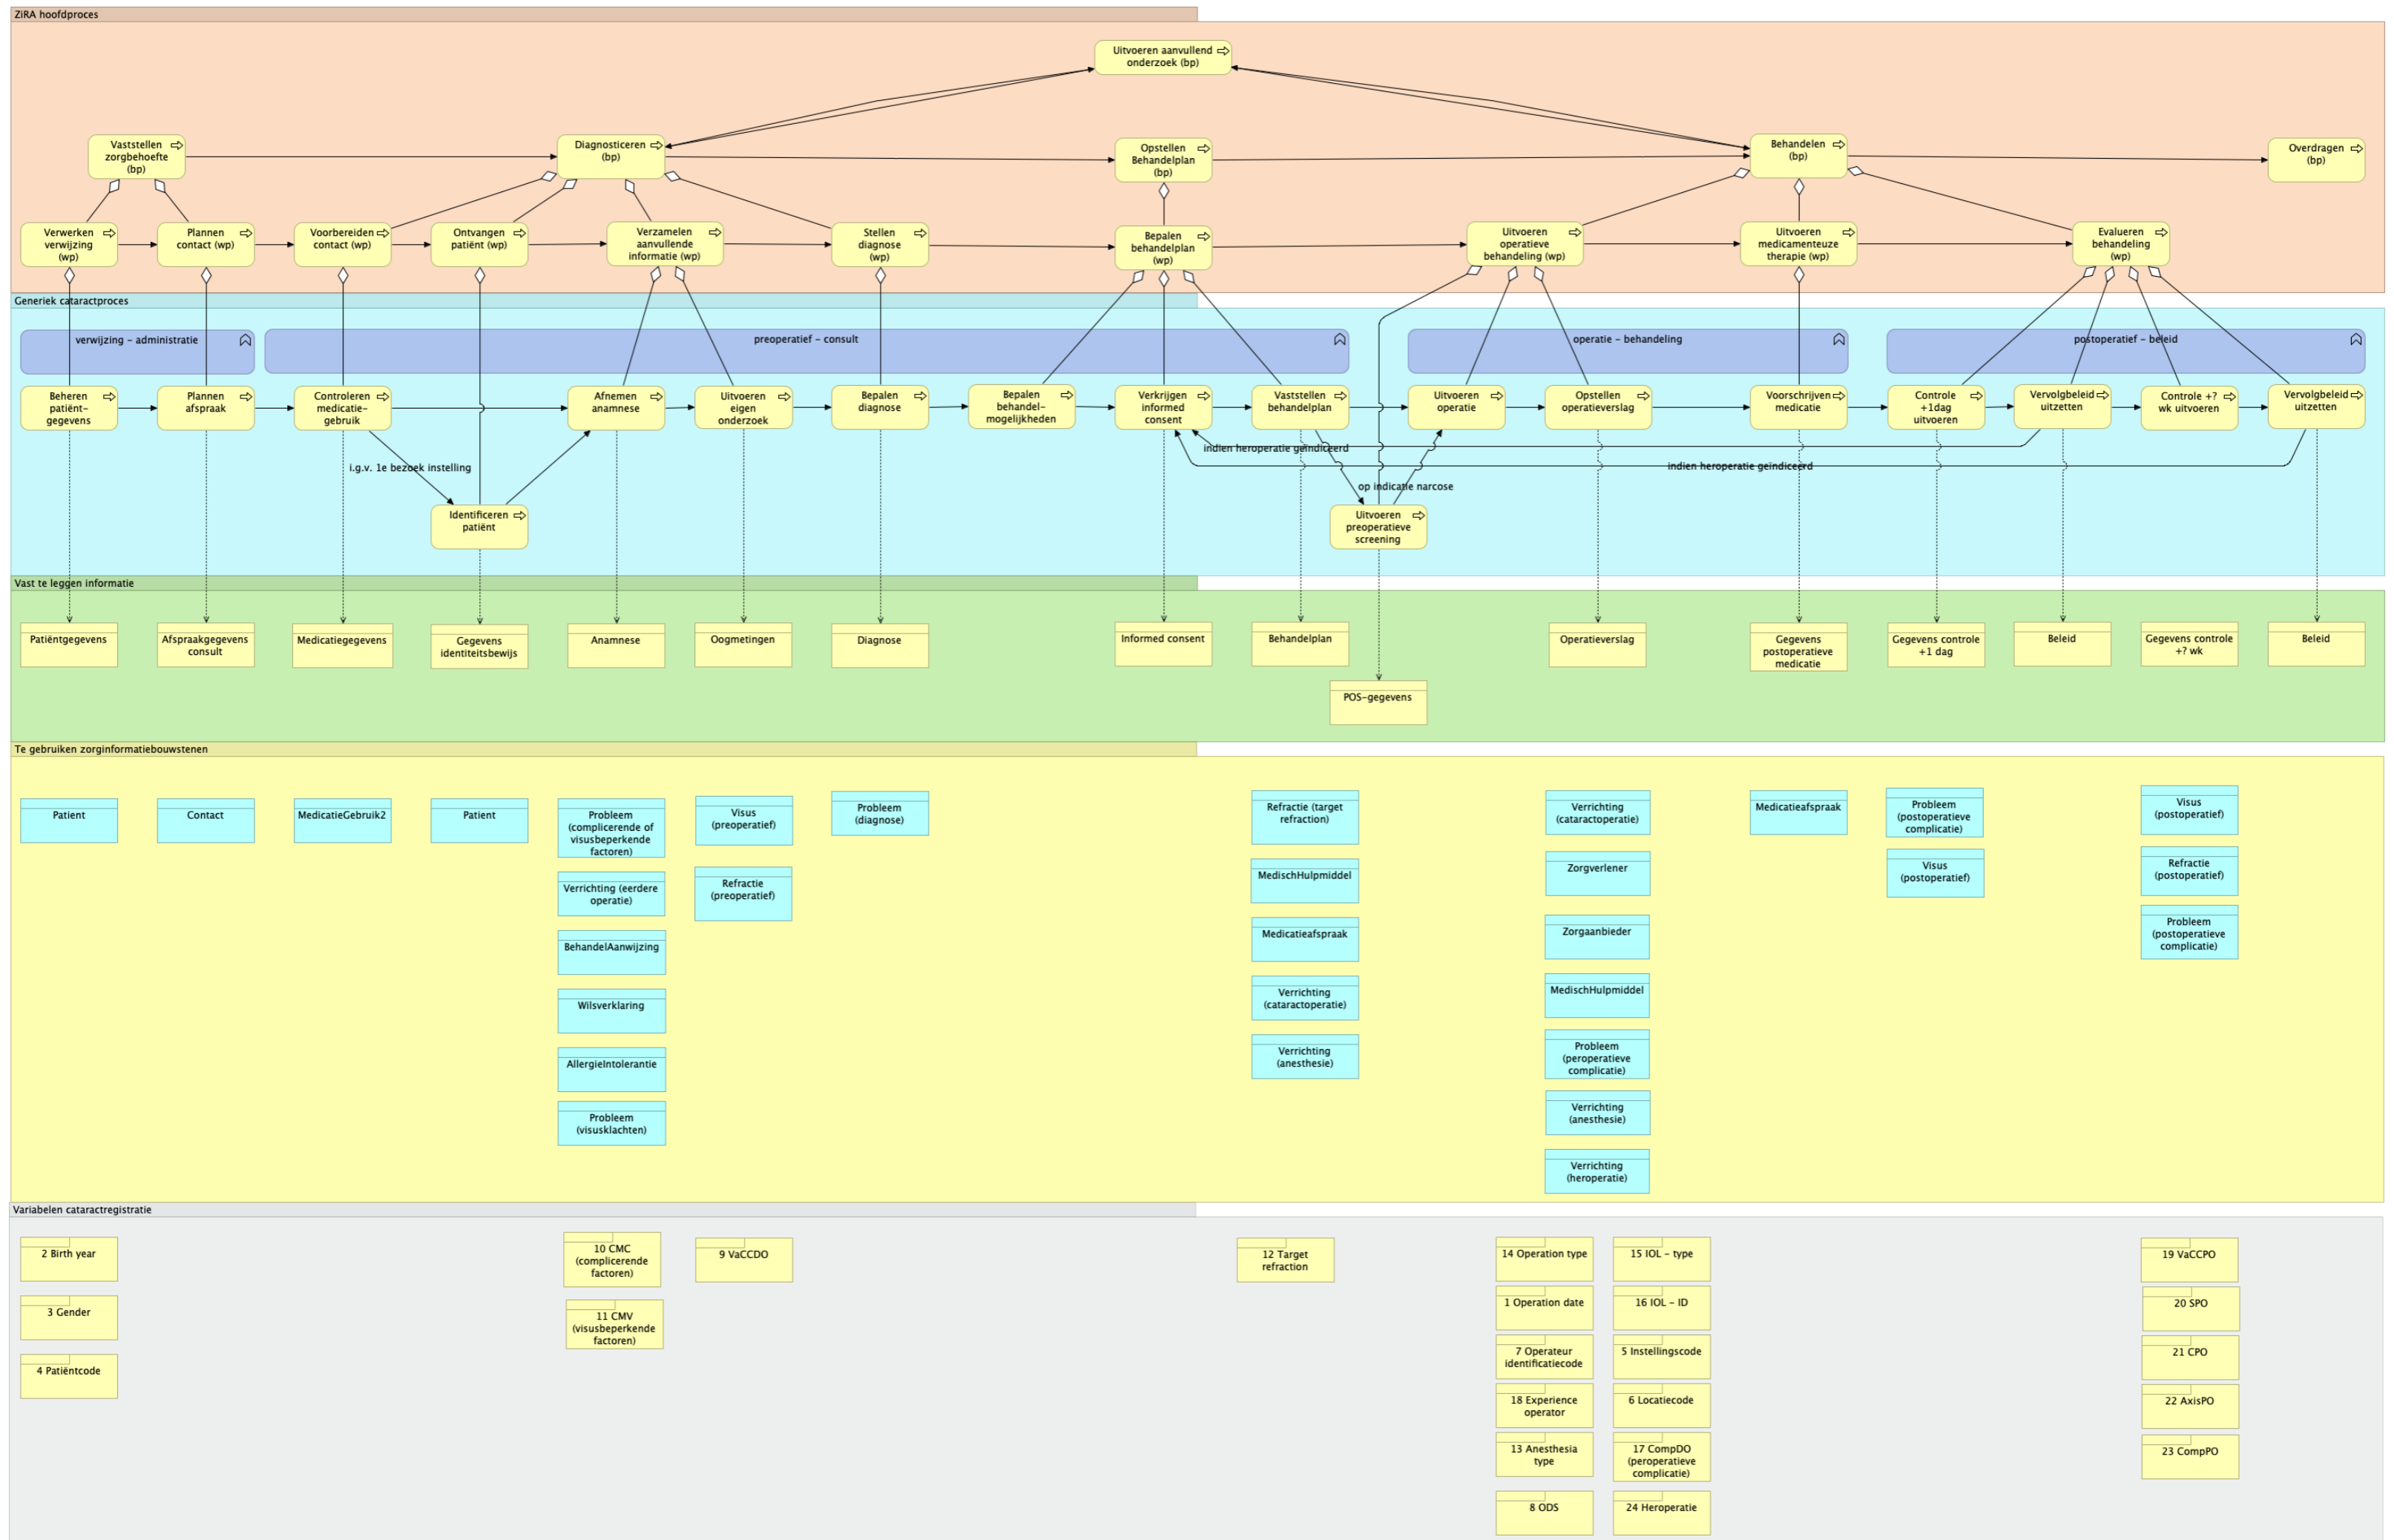 ZiRA hoofdproces
Uitvoeren aanvullend
onderzoek (bp)
Vaststellen
zorgbehoefte
(bp)
Diagnosticeren
(bp)
Opstellen
Behandelplan
(bp)
Behandelen
(bp)
Overdragen
(bp)
Verwerken
verwijzing
(wp)
Plannen
contact (wp)
Voorbereiden
contact (wp)
Ontvangen
patiënt (wp)
Verzamelen
aanvullende
informatie (wp)
Stellen
diagnose
(wp)
Bepalen
behandelplan
(wp)
Uitvoeren
operatieve
behandeling (wp)
Uitvoeren
medicamenteuze
therapie (wp)
Evalueren
behandeling
(wp)
Generiek cataractproces
verwijzing - administratie
preoperatief - consult
operatie - behandeling
postoperatief - beleid
Beheren
patiënt-
gegevens
Plannen
afspraak
Controleren
medicatie-
gebruik
Afnemen
anamnese
Uitvoeren
eigen
onderzoek
Bepalen
diagnose
Bepalen
behandel-
mogelijkheden
Verkrijgen
informed
consent
Vaststellen
behandelplan
Uitvoeren
operatie
Opstellen
operatieverslag
Voorschrijven
medicatie
Controle
+1dag
uitvoeren
Vervolgbeleid
uitzetten
Controle +?
wk uitvoeren
Vervolgbeleid
uitzetten
indien heroperatie geïndiceerd
i.g.v. 1e bezoek instelling
indien heroperatie geïndiceerd
op indicatie narcose
Identificeren
patiënt
Uitvoeren
preoperatieve
screening
Vast te leggen informatie
Patiëntgegevens
Afspraakgegevens
consult
Medicatiegegevens
Gegevens
identiteitsbewijs
Anamnese
Oogmetingen
Diagnose
Informed consent
Behandelplan
Operatieverslag
Gegevens
postoperatieve
medicatie
Gegevens controle
+1 dag
Beleid
Gegevens controle
+? wk
Beleid
POS-gegevens
Te gebruiken zorginformatiebouwstenen
Patient
Contact
MedicatieGebruik2
Patient
Probleem
(complicerende of
visusbeperkende
factoren)
Visus
(preoperatief)
Probleem
(diagnose)
Refractie (target
refraction)
Verrichting
(cataractoperatie)
Medicatieafspraak
Probleem
(postoperatieve
complicatie)
Visus
(postoperatief)
Verrichting (eerdere
operatie)
Refractie
(preoperatief)
MedischHulpmiddel
Zorgverlener
Visus
(postoperatief)
Refractie
(postoperatief)
BehandelAanwijzing
Medicatieafspraak
Zorgaanbieder
Probleem
(postoperatieve
complicatie)
Wilsverklaring
Verrichting
(cataractoperatie)
MedischHulpmiddel
AllergieIntolerantie
Verrichting
(anesthesie)
Probleem
(peroperatieve
complicatie)
Probleem
(visusklachten)
Verrichting
(anesthesie)
Verrichting
(heroperatie)
Variabelen cataractregistratie
2 Birth year
10 CMC
(complicerende
factoren)
9 VaCCDO
12 Target
refraction
14 Operation type
15 IOL - type
19 VaCCPO
3 Gender
11 CMV
(visusbeperkende
factoren)
1 Operation date
16 IOL - ID
20 SPO
4 Patiëntcode
7 Operateur
identificatiecode
5 Instellingscode
21 CPO
18 Experience
operator
6 Locatiecode
22 AxisPO
13 Anesthesia
type
17 CompDO
(peroperatieve
complicatie)
23 CompPO
8 ODS
24 Heroperatie